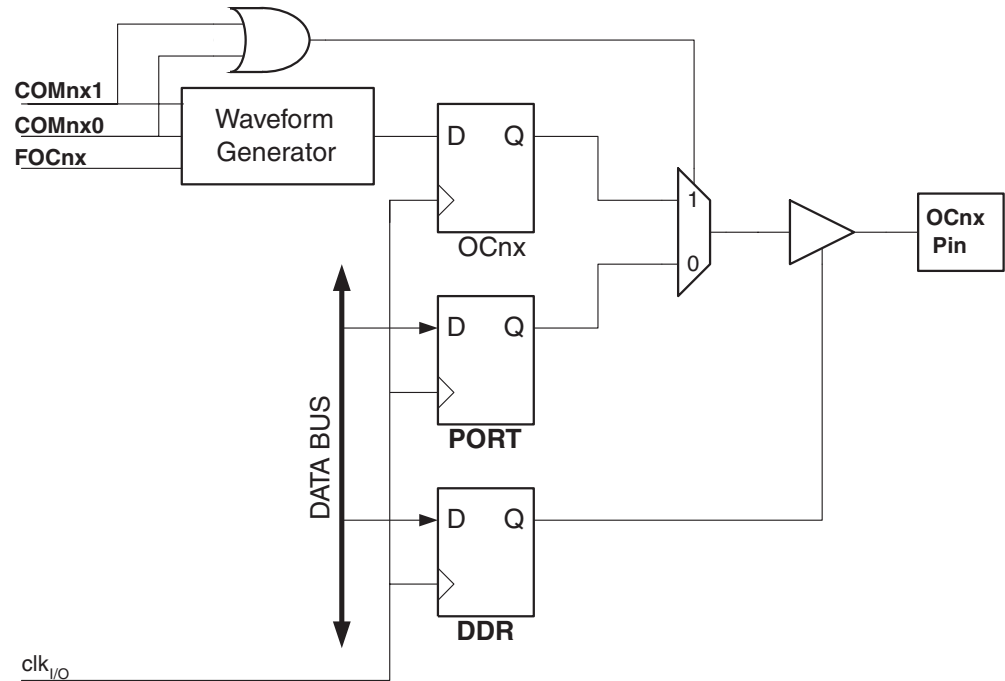 COMnx1
COMnx0
FOCnx
Waveform
Generator
D Q
OCnx
1
0
OCnx
Pin
D Q
PORT
DATA BUS
D Q
DDR
clkI/O